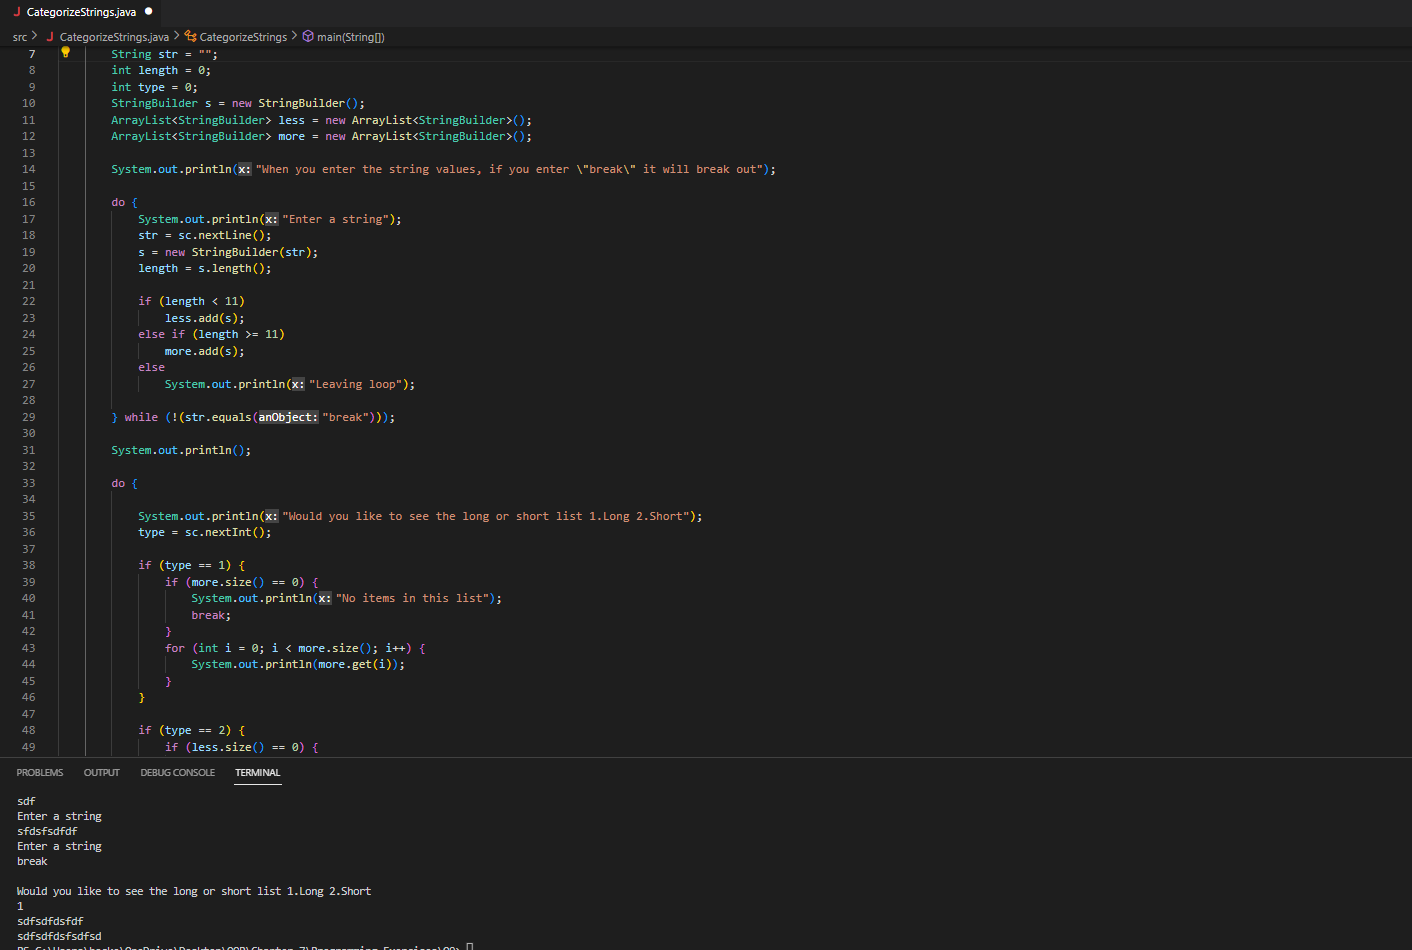 CategorizeStrings.java
src > CategorizeStrings.java > CategorizeStrings > main(String[])
7 String str = "";
8 int length = 0;
9 int type = 0;
10 StringBuilder s = new StringBuilder();
11 ArrayList<StringBuilder> less = new ArrayList<StringBuilder>();
12 ArrayList<StringBuilder> more = new ArrayList<StringBuilder>();
13
14 System.out.println(x: "When you enter the string values, if you enter \"break\" it will break out");
15
16 do {
17 System.out.println(x: "Enter a string");
18 str = sc.nextLine();
19 s = new StringBuilder(str);
20 length = s.length();
21
22 if (length < 11)
23 less.add(s);
24 else if (length >= 11)
25 more.add(s);
26 else
27 System.out.println(x: "Leaving loop");
28
29 } while (!(str.equals(anObject: "break")));
30
31 System.out.println();
32
33 do {
34
35 System.out.println(x: "Would you like to see the long or short list 1.Long 2.Short");
36 type = sc.nextInt();
37
38 if (type == 1) {
39 if (more.size() == 0) {
40 System.out.println(x: "No items in this list");
41 break;
42 }
43 for (int i = 0; i < more.size(); i++) {
44 System.out.println(more.get(i));
45 }
46 }
47
48 if (type == 2) {
49 if (less.size() == 0) {
PROBLEMS OUTPUT DEBUG CONSOLE TERMINAL
sdf
Enter a string
sfdsfsdfdf
Enter a string
break
Would you like to see the long or short list 1.Long 2.Short
1
sdfsdfdsfdf
sdfsdfdsfsdfsd